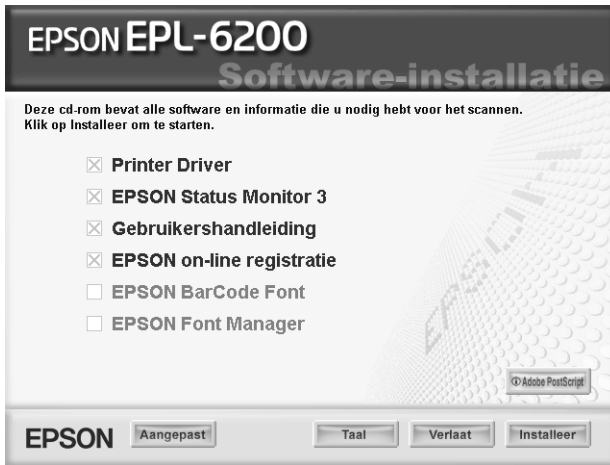 EPSON EPL-6200
Software-installatie
Deze cd-rom bevat alle software en informatie die u nodig hebt voor het scannen.
Klik op Installeer om te starten.
Printer Driver
EPSON Status Monitor 3
Gebruikershandleiding
EPSON on-line registratie
EPSON BarCode Font
EPSON Font Manager
EPSON
Adobe PostScript
EPSON
Aangepast
Taal
Verlaat
Installeer